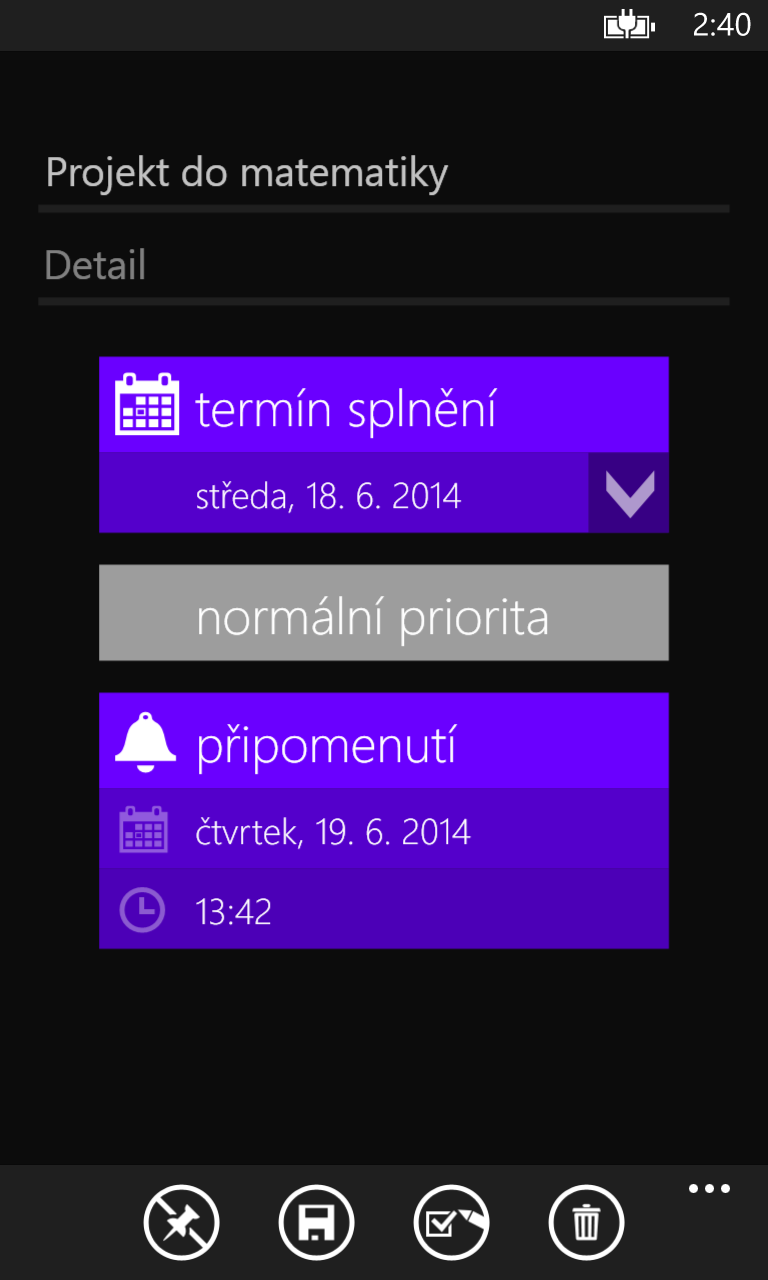 2:40
Projekt do matematiky
Detail
termín splnění
středa, 18. 6. 2014
normální priorita
připomenutí
čtvrtek, 19. 6. 2014
13:42